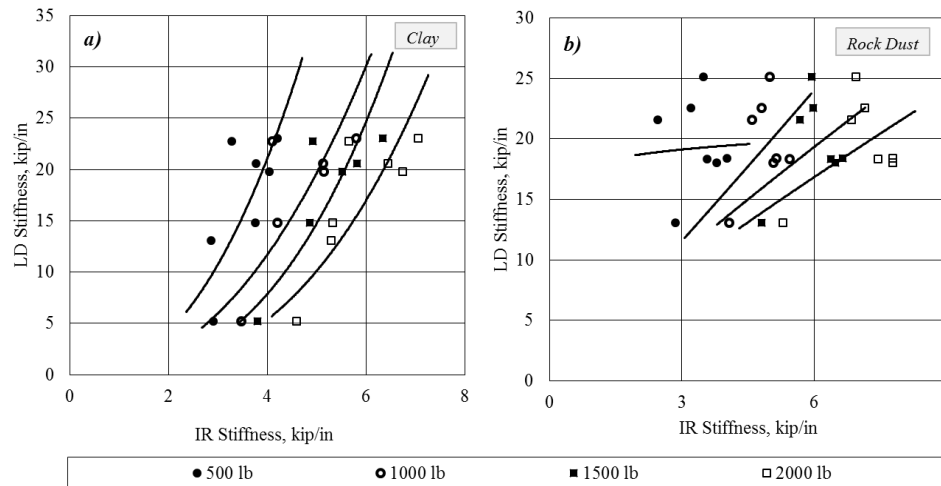 a)
Clay
35
30
25
20
15
10
5
0
LD Stiffness, kip/in
0 2 4 6 8
IR Stiffness, kip/in
b)
Rock Dust
30
25
20
15
10
5
0
LD Stiffness, kip/in
0 3 6
IR Stiffness, kip/in
500 lb 1000 lb 1500 lb 2000 lb